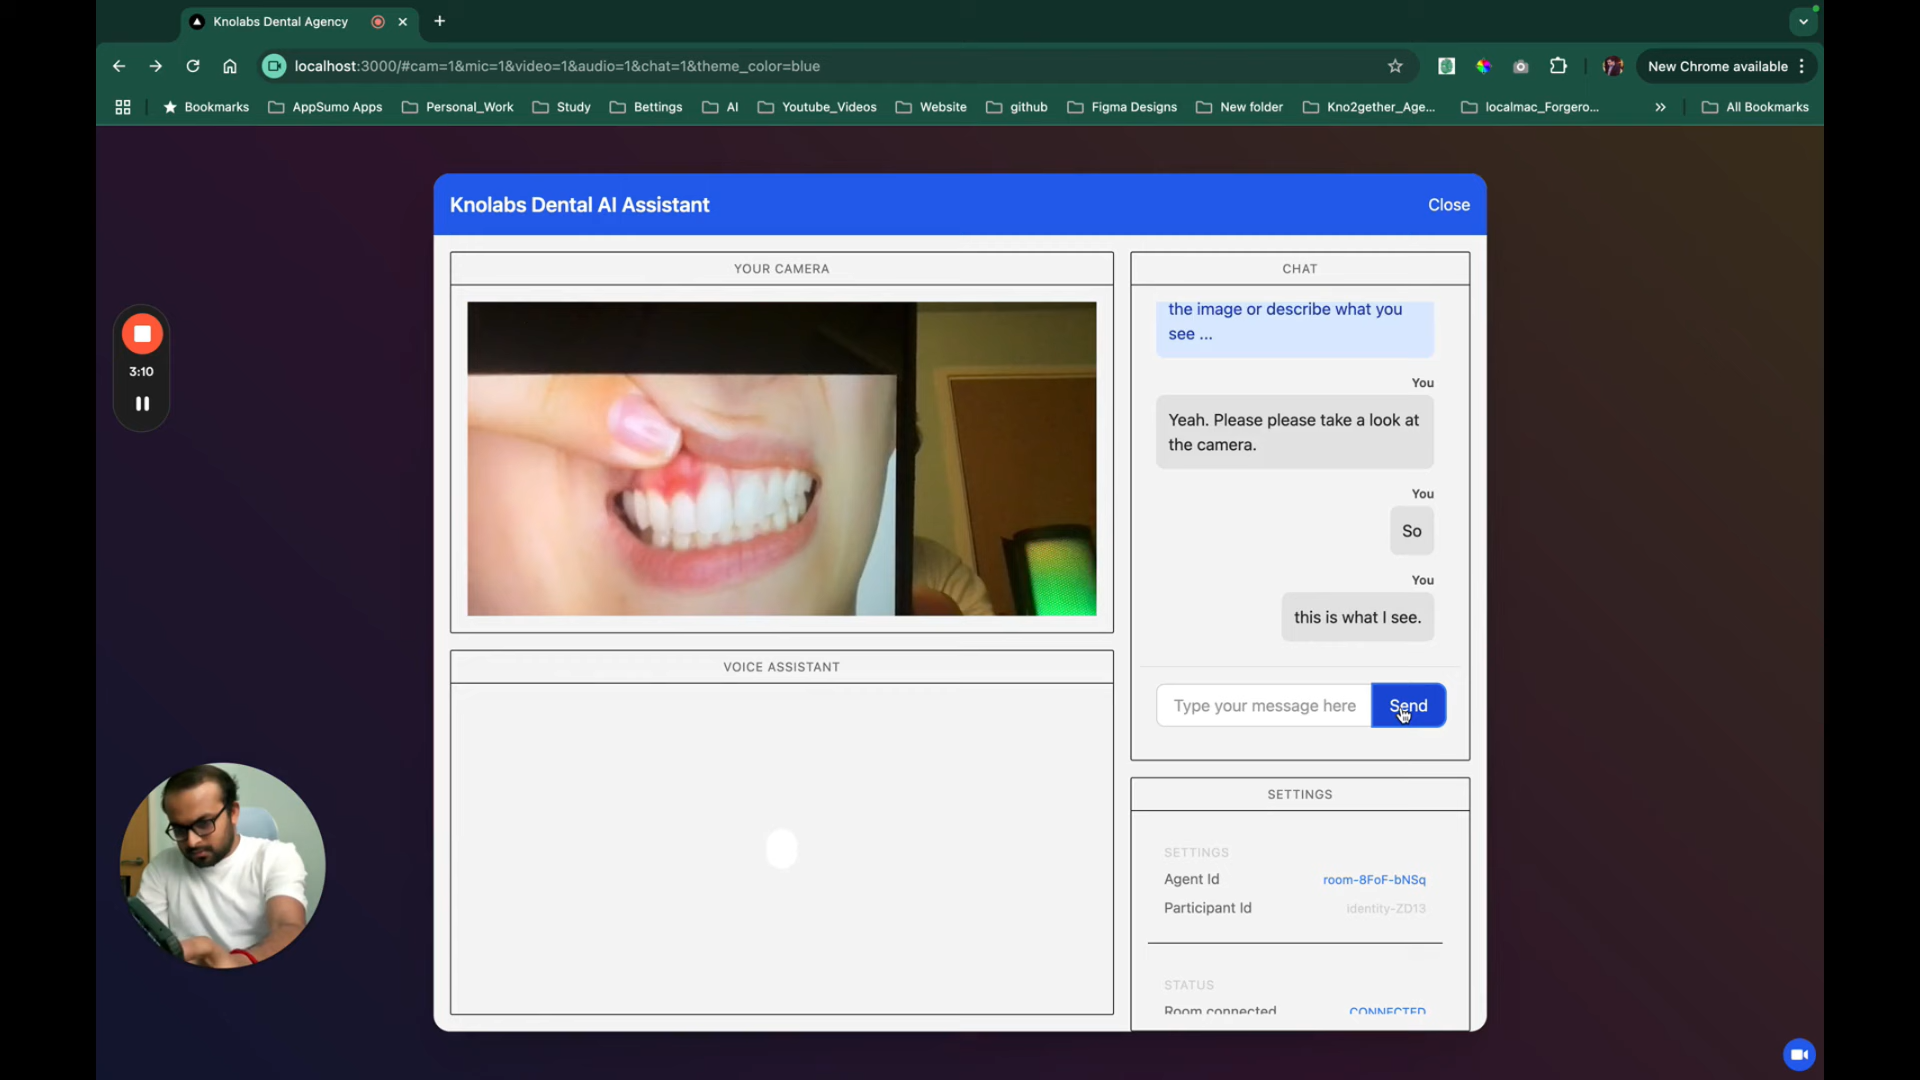 Knolabs Dental Agency
localhost:3000/#cam=1&mic=1&video=1&audio=1&chat=1&theme_color=blue
New Chrome available
Bookmarks
AppSumo Apps
Personal_Work
Study
Bettings
AI
Youtube_Videos
Website
github
Figma Designs
New folder
Kno2gether_Age...
localmac_Forgero...
All Bookmarks
Knolabs Dental AI Assistant
Close
YOUR CAMERA
CHAT
the image or describe what you
see ...
You
Yeah. Please please take a look at
the camera.
You
So
You
this is what I see.
Type your message here
Send
3:10
VOICE ASSISTANT
SETTINGS
SETTINGS
Agent Id
room-8FoF-bNSq
Participant Id
identity-ZD13
STATUS
Room connected
CONNECTED